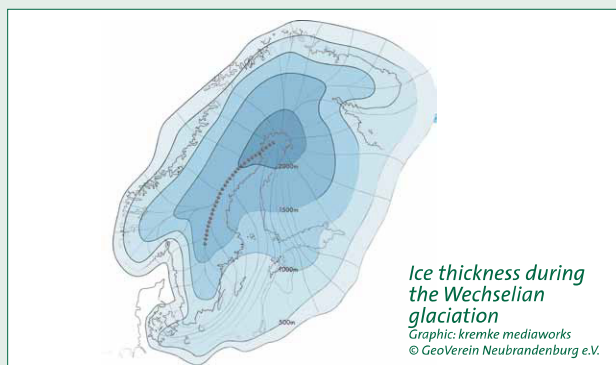 2000m
1500m
1000m
500m
Ice thickness during
the Wechselian
glaciation
Graphic: kremke mediaworks
© GeoVerein Neubrandenburg e.V.